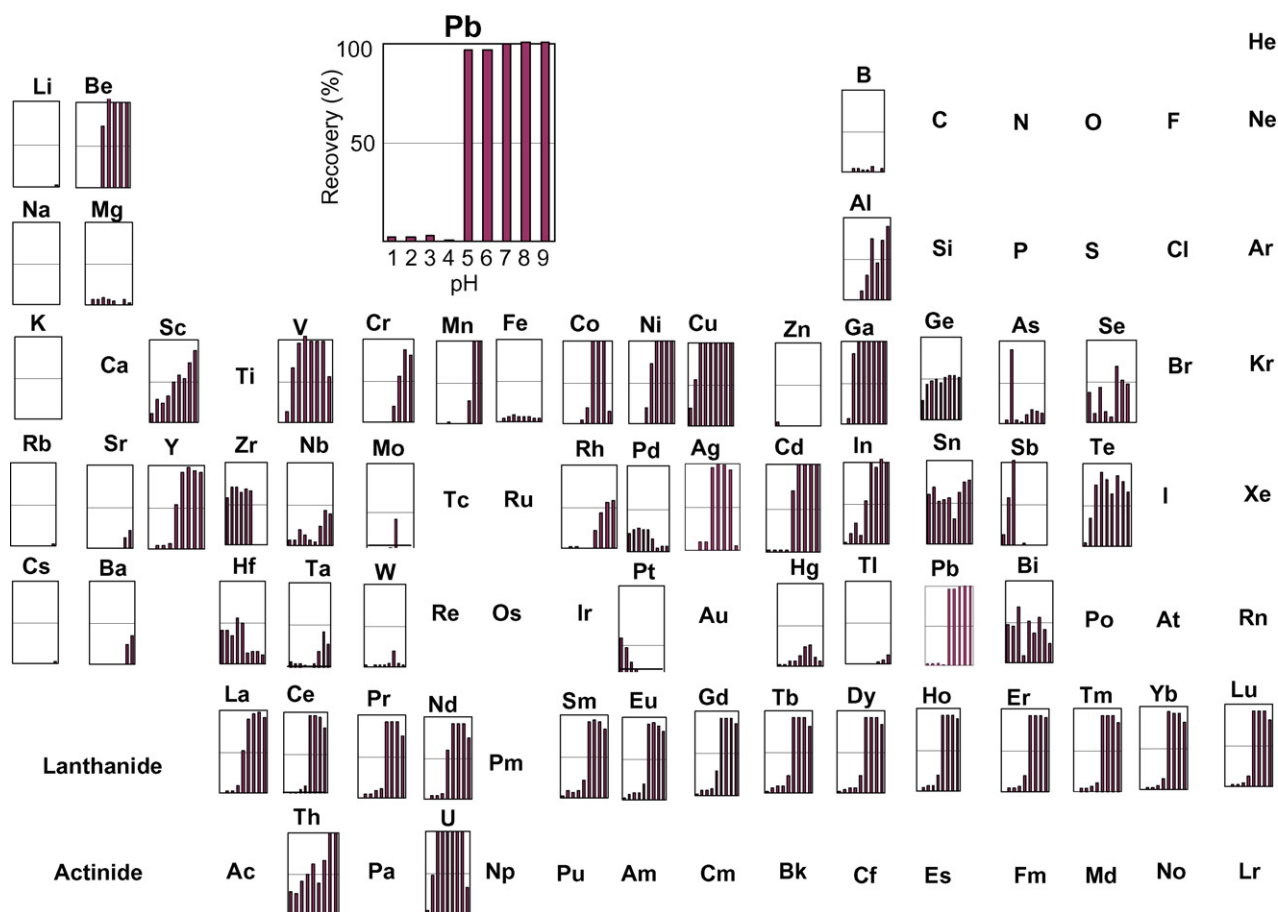 Pb
100
50
Recovery (%)
1 2 3 4 5 6 7 8 9
pH
He
Li Be B C N O F Ne
Na Mg Al Si P S Cl Ar
K Ca Sc Ti V Cr Mn Fe Co Ni Cu Zn Ga Ge As Se Br Kr
Rb Sr Y Zr Nb Mo Tc Ru Rh Pd Ag Cd In Sn Sb Te I Xe
Cs Ba Hf Ta W Re Os Ir Pt Au Hg Tl Pb Bi Po At Rn
Lanthanide La Ce Pr Nd Pm Sm Eu Gd Tb Dy Ho Er Tm Yb Lu
Actinide Ac Th Pa U Np Pu Am Cm Bk Cf Es Fm Md No Lr